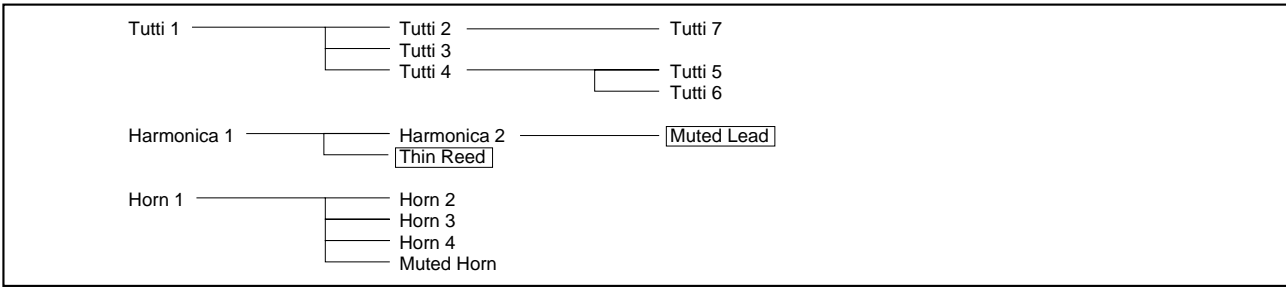 Tutti 1 Tutti 2 Tutti 7
Tutti 3
Tutti 4 Tutti 5
Tutti 6
Harmonica 1 Harmonica 2 Muted Lead
Thin Reed
Horn 1 Horn 2
Horn 3
Horn 4
Muted Horn